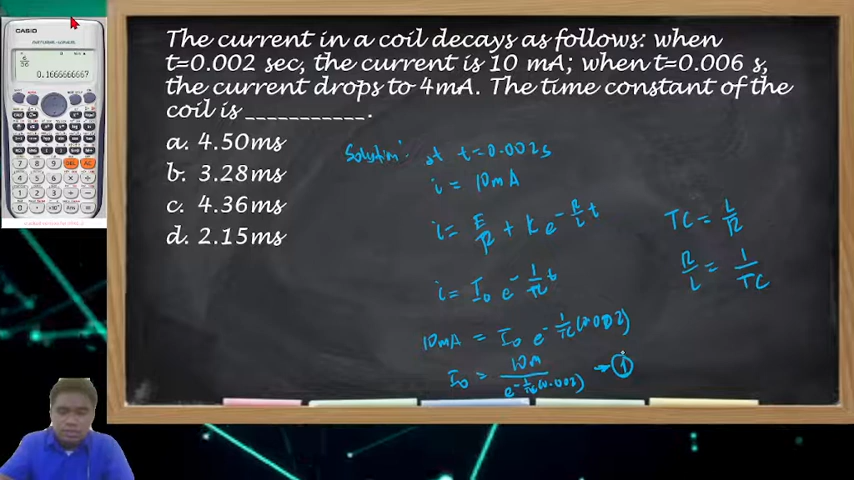 CASIO
NATURAL-V.P.A.M.
6
36
0.1666666667
The current in a coil decays as follows: when
t=0.002 sec, the current is 10 mA; when t=0.006 s,
the current drops to 4mA. The time constant of the
coil is ___________.
a. 4.50ms
b. 3.28ms
c. 4.36ms
d. 2.15ms
Solution: at t=0.002s
i = 10mA
i = E/R + K e^-R/L t
i = I₀ e^-1/TC t
10mA = I₀ e^-1/TC (0.002)
I₀ = 10m / e^-1/TC (0.002) → ①
TC = L/R
R/L = 1/TC